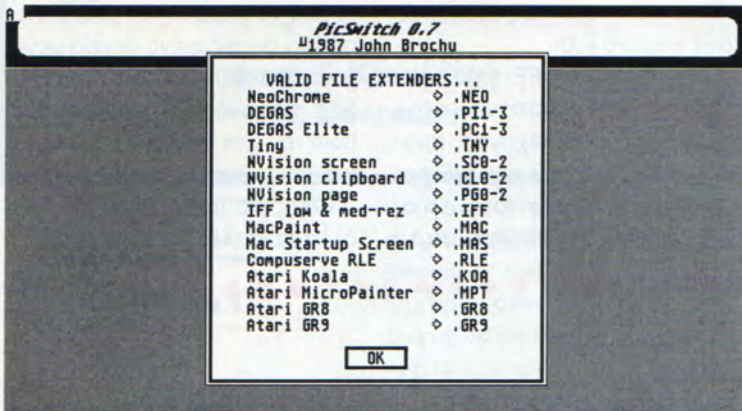 A
PicSwitch 0.7
1987 John Brochu
VALID FILE EXTENDERS...
NeoChrome ◇ .NEO
DEGAS ◇ .PI1-3
DEGAS Elite ◇ .PC1-3
Tiny ◇ .TNY
NVision screen ◇ .SC0-2
NVision clipboard ◇ .CL0-2
NVision page ◇ .PG0-2
IFF low & med-rez ◇ .IFF
MacPaint ◇ .MAC
Mac Startup Screen ◇ .MAS
Compuserve RLE ◇ .RLE
Atari Koala ◇ .KOA
Atari MicroPainter ◇ .MPT
Atari GR8 ◇ .GR8
Atari GR9 ◇ .GR9
OK